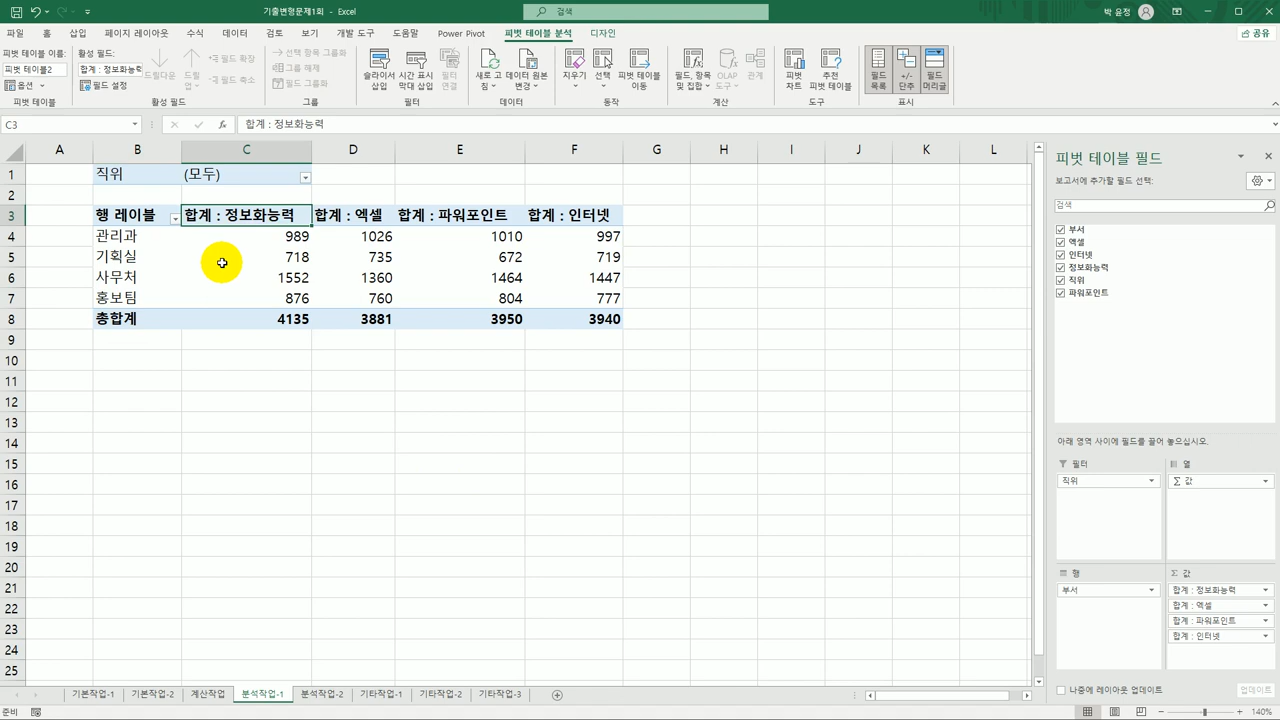 기출변형문제1회 - Excel
검색
박 윤정
파일 홈 삽입 페이지 레이아웃 수식 데이터 검토 보기 개발 도구 도움말 Power Pivot 피벗 테이블 분석 디자인
공유
피벗 테이블 이름:
피벗 테이블2
옵션
피벗 테이블
활성 필드:
합계 : 정보화능력
필드 설정
드릴다운
드릴업
필드 확장
필드 축소
활성 필드
선택 항목 그룹화
그룹 해제
필드 그룹화
그룹
슬라이서 삽입
시간 표시 막대 삽입
필터 연결
필터
새로 고침
데이터 원본 변경
데이터
지우기
선택
피벗 테이블 이동
동작
필드, 항목 및 집합
OLAP 도구
관계
계산
피벗 차트
추천 피벗 테이블
도구
필드 목록
+/- 단추
필드 머리글
표시
C3
fx
합계 : 정보화능력
A B C D E F G H I J K L
1 직위 (모두)
2
3 행 레이블 합계 : 정보화능력 합계 : 엑셀 합계 : 파워포인트 합계 : 인터넷
4 관리과 989 1026 1010 997
5 기획실 718 735 672 719
6 사무처 1552 1360 1464 1447
7 홍보팀 876 760 804 777
8 총합계 4135 3881 3950 3940
9
10
11
12
13
14
15
16
17
18
19
20
21
22
23
24
25
피벗 테이블 필드
보고서에 추가할 필드 선택:
검색
부서
엑셀
인터넷
정보화능력
직위
파워포인트
아래 영역 사이에 필드를 끌어 놓으십시오.
필터
직위
열
Σ 값
행
부서
Σ 값
합계 : 정보화능력
합계 : 엑셀
합계 : 파워포인트
합계 : 인터넷
나중에 레이아웃 업데이트
업데이트
기본작업-1 기본작업-2 계산작업 분석작업-1 분석작업-2 기타작업-1 기타작업-2 기타작업-3
준비
140%